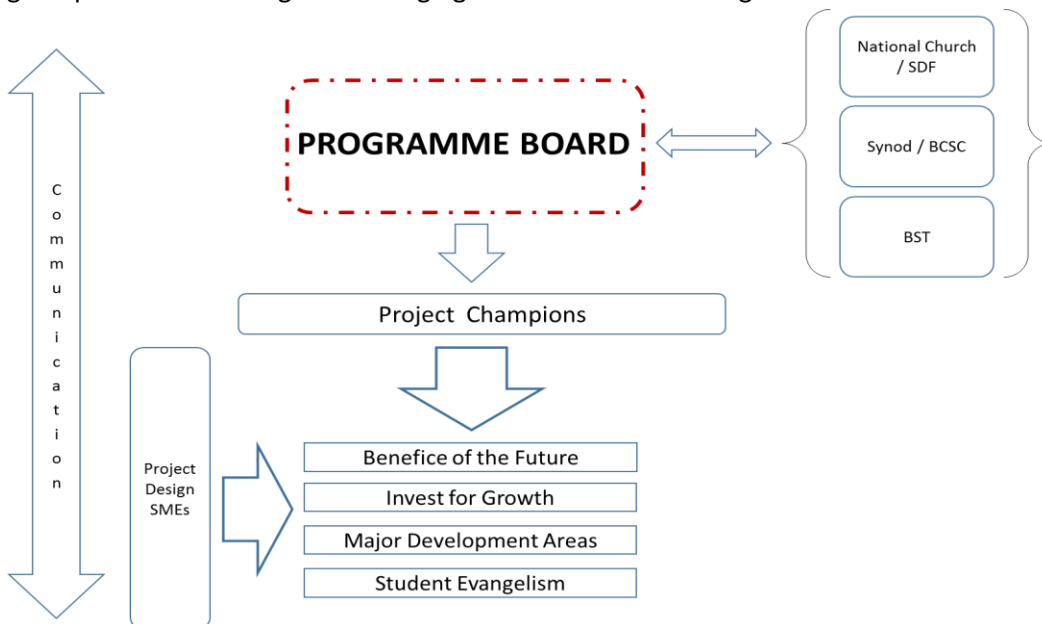 National Church
/ SDF
PROGRAMME BOARD
Synod / BCSC
BST
Communication
Project Champions
Project
Design
SMEs
Benefice of the Future
Invest for Growth
Major Development Areas
Student Evangelism